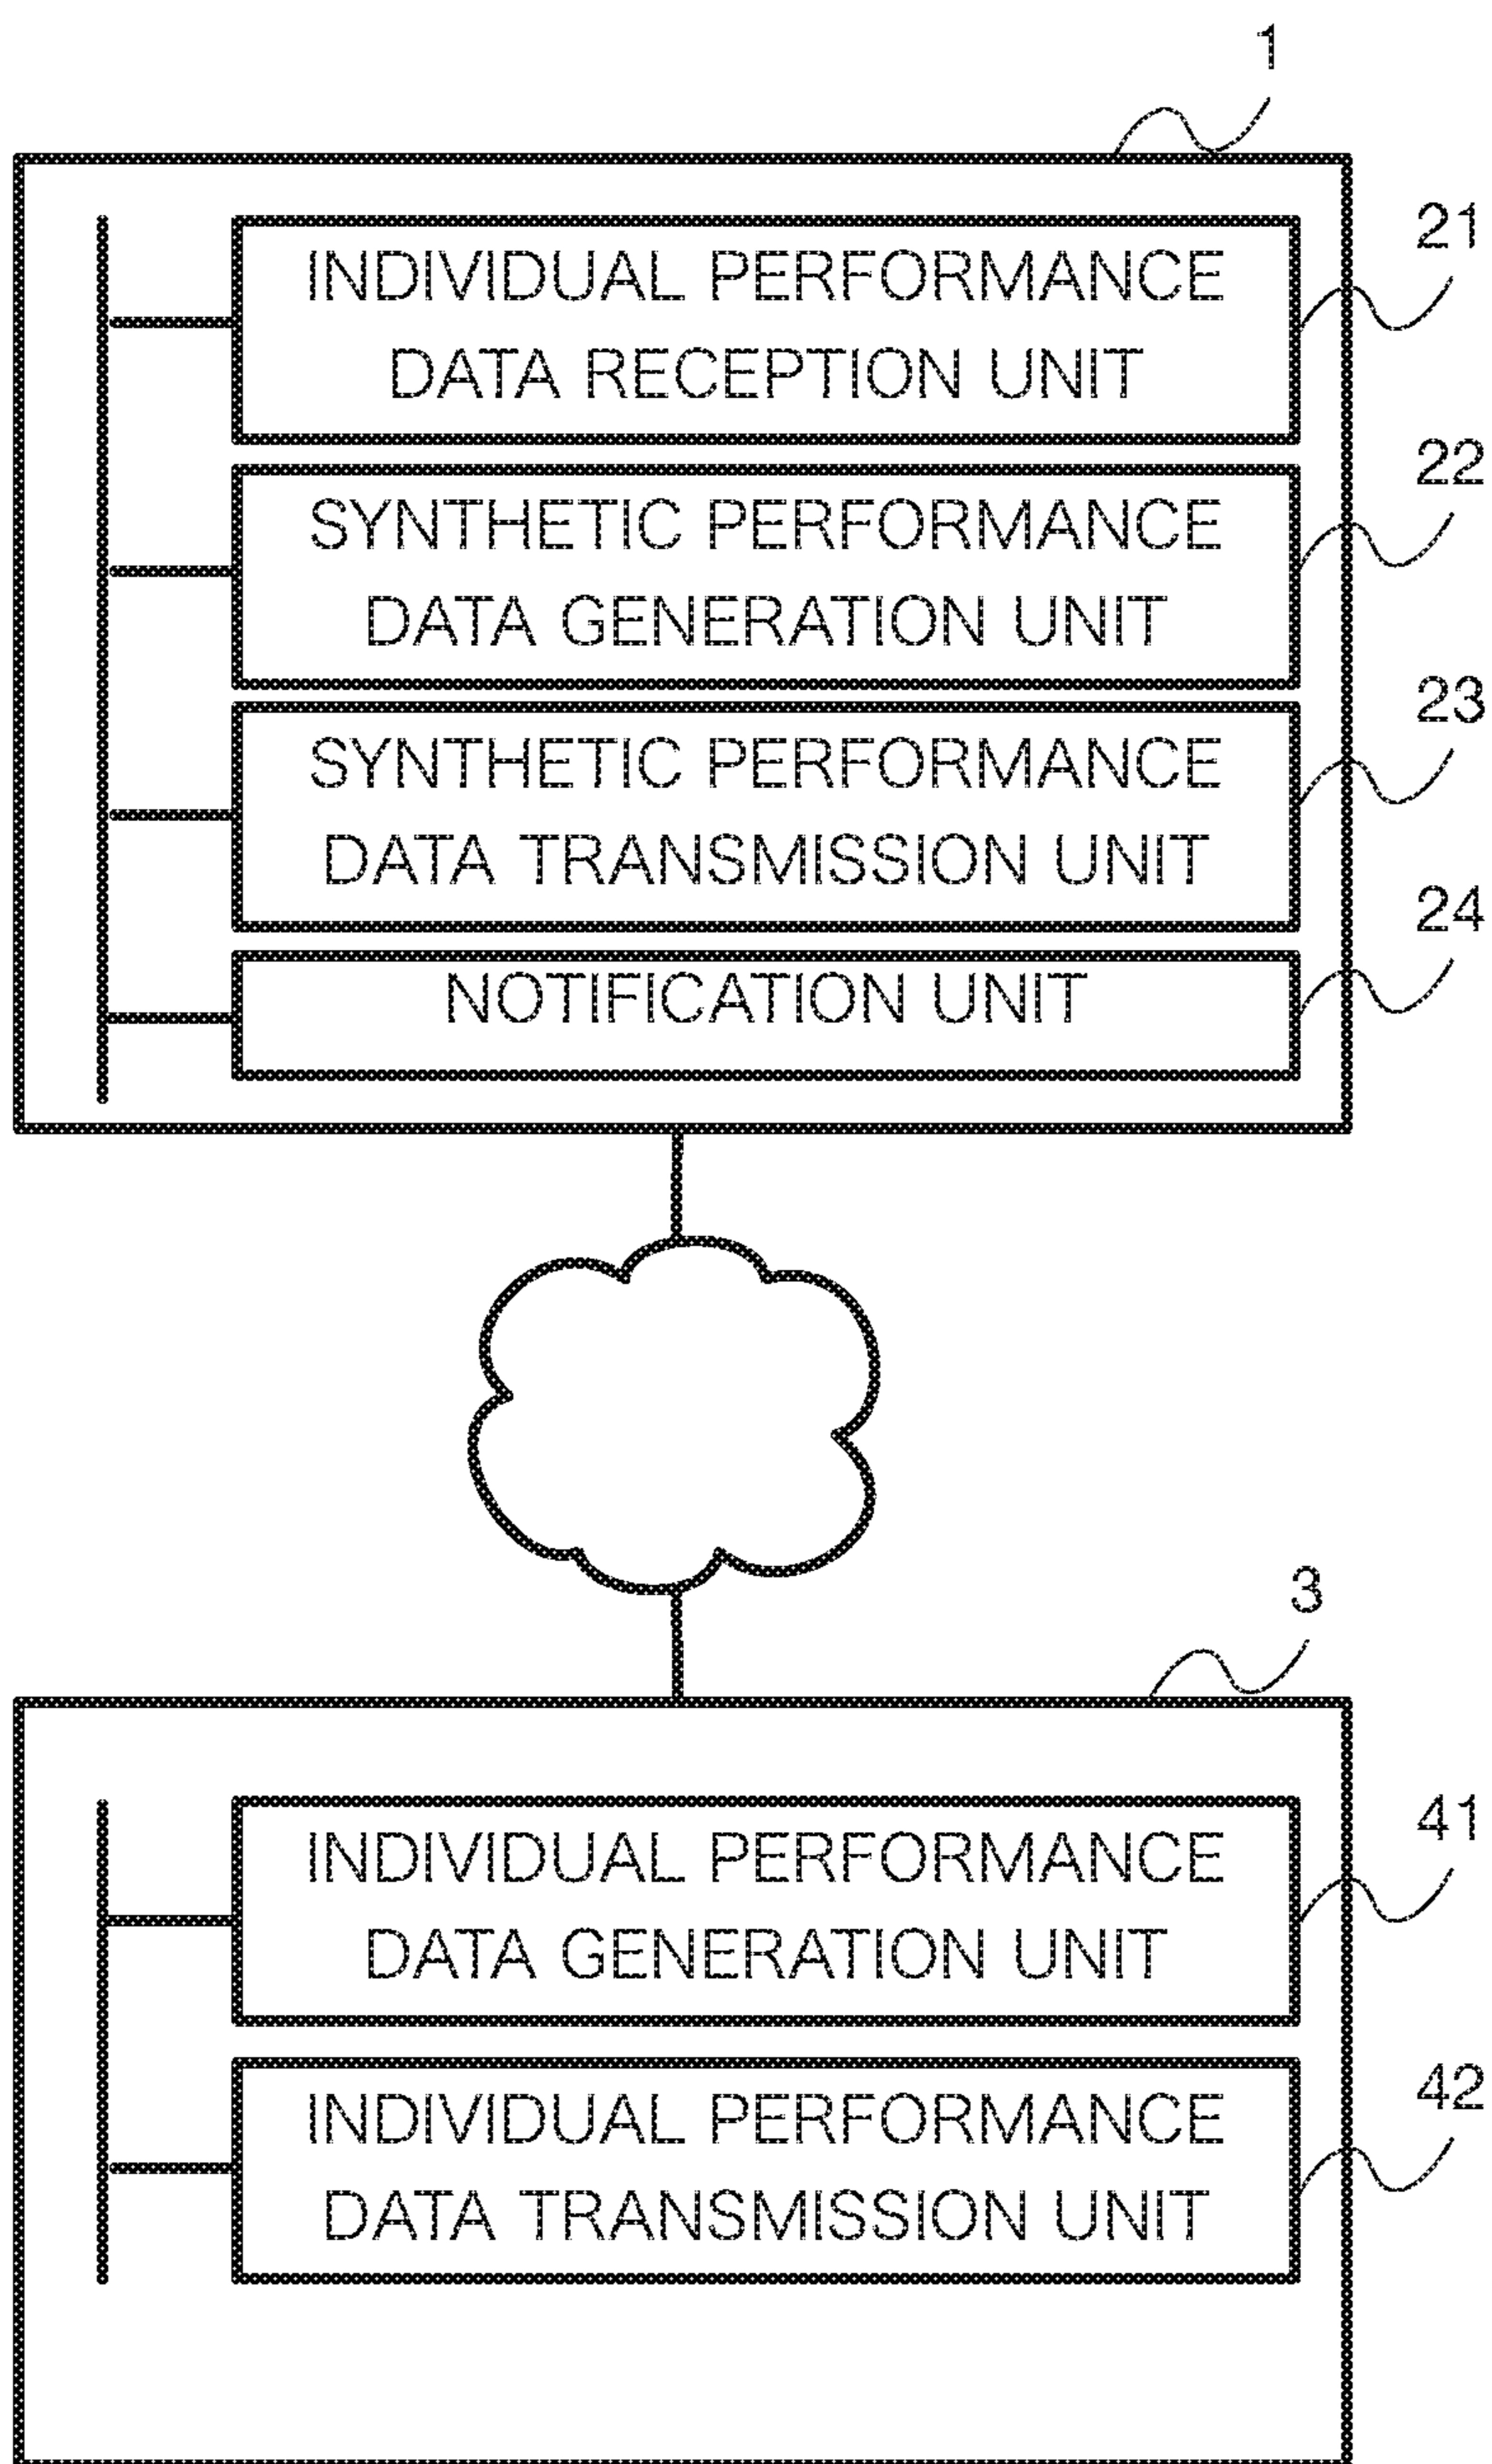 1
INDIVIDUAL PERFORMANCE
DATA RECEPTION UNIT
21
SYNTHETIC PERFORMANCE
DATA GENERATION UNIT
22
SYNTHETIC PERFORMANCE
DATA TRANSMISSION UNIT
23
NOTIFICATION UNIT
24
3
INDIVIDUAL PERFORMANCE
DATA GENERATION UNIT
41
INDIVIDUAL PERFORMANCE
DATA TRANSMISSION UNIT
42